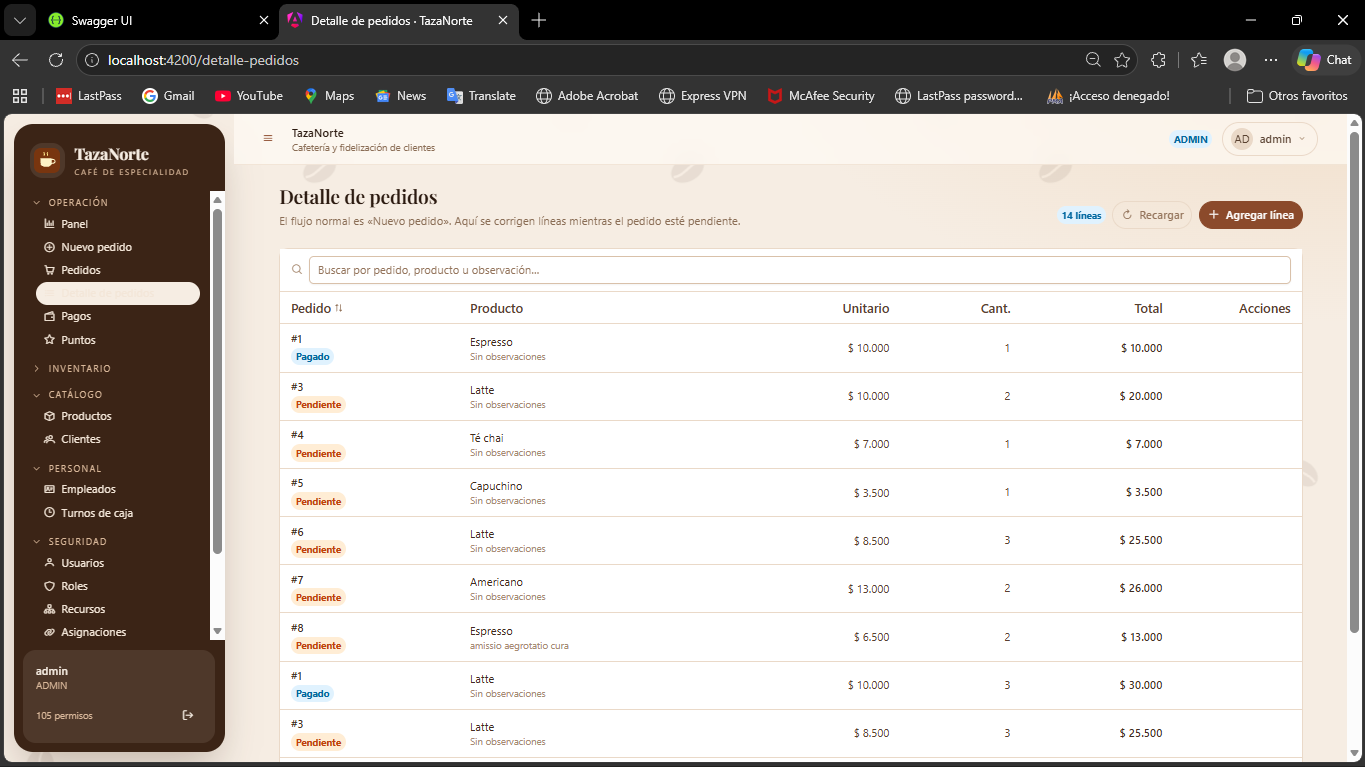 Swagger UI
Detalle de pedidos · TazaNorte
localhost:4200/detalle-pedidos
Chat
LastPass
Gmail
YouTube
Maps
News
Translate
Adobe Acrobat
Express VPN
McAfee Security
LastPass password...
¡Acceso denegado!
Otros favoritos
TazaNorte
CAFÉ DE ESPECIALIDAD
OPERACIÓN
Panel
Nuevo pedido
Pedidos
Detalle de pedidos
Pagos
Puntos
INVENTARIO
CATÁLOGO
Productos
Clientes
PERSONAL
Empleados
Turnos de caja
SEGURIDAD
Usuarios
Roles
Recursos
Asignaciones
admin
ADMIN
105 permisos
TazaNorte
Cafetería y fidelización de clientes
ADMIN
AD admin
Detalle de pedidos
El flujo normal es «Nuevo pedido». Aquí se corrigen líneas mientras el pedido esté pendiente.
14 líneas
Recargar
Agregar línea
Buscar por pedido, producto u observación...
Pedido Producto Unitario Cant. Total Acciones
#1 Espresso $ 10.000 1 $ 10.000
Pagado Sin observaciones
#3 Latte $ 10.000 2 $ 20.000
Pendiente Sin observaciones
#4 Té chai $ 7.000 1 $ 7.000
Pendiente Sin observaciones
#5 Capuchino $ 3.500 1 $ 3.500
Pendiente Sin observaciones
#6 Latte $ 8.500 3 $ 25.500
Pendiente Sin observaciones
#7 Americano $ 13.000 2 $ 26.000
Pendiente Sin observaciones
#8 Espresso $ 6.500 2 $ 13.000
Pendiente amissio aegrotatio cura
#1 Latte $ 10.000 3 $ 30.000
Pagado Sin observaciones
#3 Latte $ 8.500 3 $ 25.500
Pendiente Sin observaciones